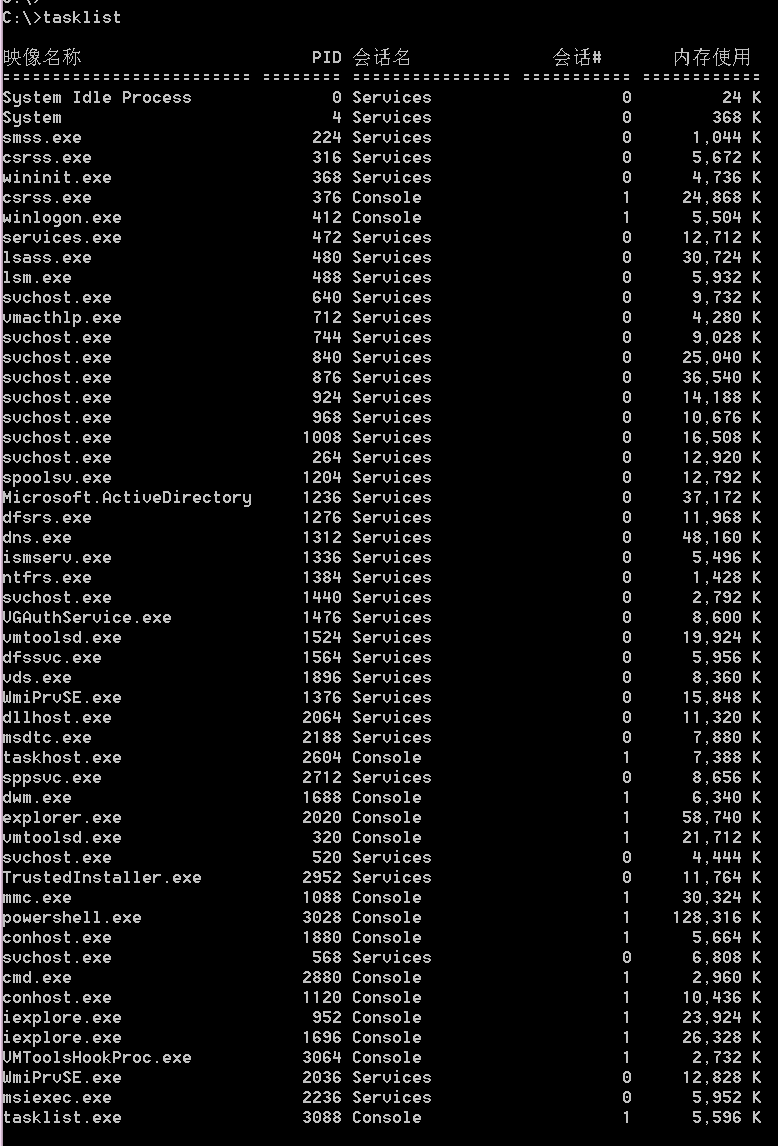 C:\>tasklist
映像名称 PID 会话名 会话# 内存使用
========================= ======== ================ =========== ============
System Idle Process 0 Services 0 24 K
System 4 Services 0 368 K
smss.exe 224 Services 0 1,044 K
csrss.exe 316 Services 0 5,672 K
wininit.exe 368 Services 0 4,736 K
csrss.exe 376 Console 1 24,868 K
winlogon.exe 412 Console 1 5,504 K
services.exe 472 Services 0 12,712 K
lsass.exe 480 Services 0 30,724 K
lsm.exe 488 Services 0 5,932 K
svchost.exe 640 Services 0 9,732 K
vmacthlp.exe 712 Services 0 4,280 K
svchost.exe 744 Services 0 9,028 K
svchost.exe 840 Services 0 25,040 K
svchost.exe 876 Services 0 36,540 K
svchost.exe 924 Services 0 14,188 K
svchost.exe 968 Services 0 10,676 K
svchost.exe 1008 Services 0 16,508 K
svchost.exe 264 Services 0 12,920 K
spoolsv.exe 1204 Services 0 12,792 K
Microsoft.ActiveDirectory 1236 Services 0 37,172 K
dfsrs.exe 1276 Services 0 11,968 K
dns.exe 1312 Services 0 48,160 K
ismserv.exe 1336 Services 0 5,496 K
ntfrs.exe 1384 Services 0 1,428 K
svchost.exe 1440 Services 0 2,792 K
VGAuthService.exe 1476 Services 0 8,600 K
vmtoolsd.exe 1524 Services 0 19,924 K
dfssvc.exe 1564 Services 0 5,956 K
vds.exe 1896 Services 0 8,360 K
WmiPrvSE.exe 1376 Services 0 15,848 K
dllhost.exe 2064 Services 0 11,320 K
msdtc.exe 2188 Services 0 7,880 K
taskhost.exe 2604 Console 1 7,388 K
sppsvc.exe 2712 Services 0 8,656 K
dwm.exe 1688 Console 1 6,340 K
explorer.exe 2020 Console 1 58,740 K
vmtoolsd.exe 320 Console 1 21,712 K
svchost.exe 520 Services 0 4,444 K
TrustedInstaller.exe 2952 Services 0 11,764 K
mmc.exe 1088 Console 1 30,324 K
powershell.exe 3028 Console 1 128,316 K
conhost.exe 1880 Console 1 5,664 K
svchost.exe 568 Services 0 6,808 K
cmd.exe 2880 Console 1 2,960 K
conhost.exe 1120 Console 1 10,436 K
iexplore.exe 952 Console 1 23,924 K
iexplore.exe 1696 Console 1 26,328 K
VMToolsHookProc.exe 3064 Console 1 2,732 K
WmiPrvSE.exe 2036 Services 0 12,828 K
msiexec.exe 2236 Services 0 5,952 K
tasklist.exe 3088 Console 1 5,596 K